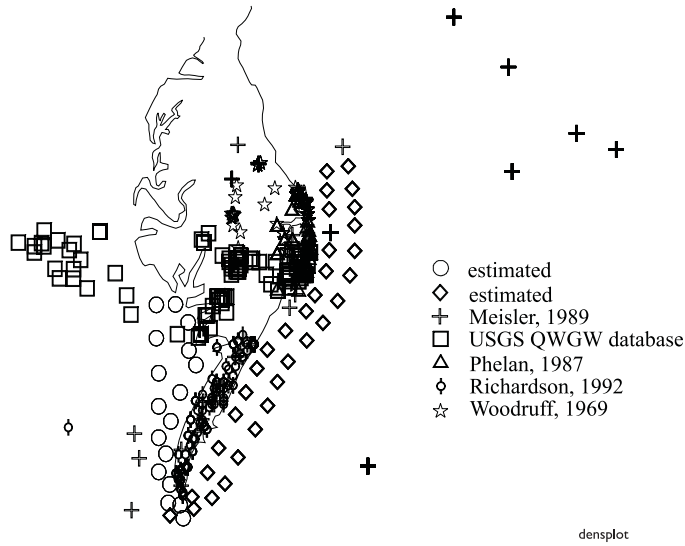 estimated
estimated
Meisler, 1989
USGS QWGW database
Phelan, 1987
Richardson, 1992
Woodruff, 1969
densplot